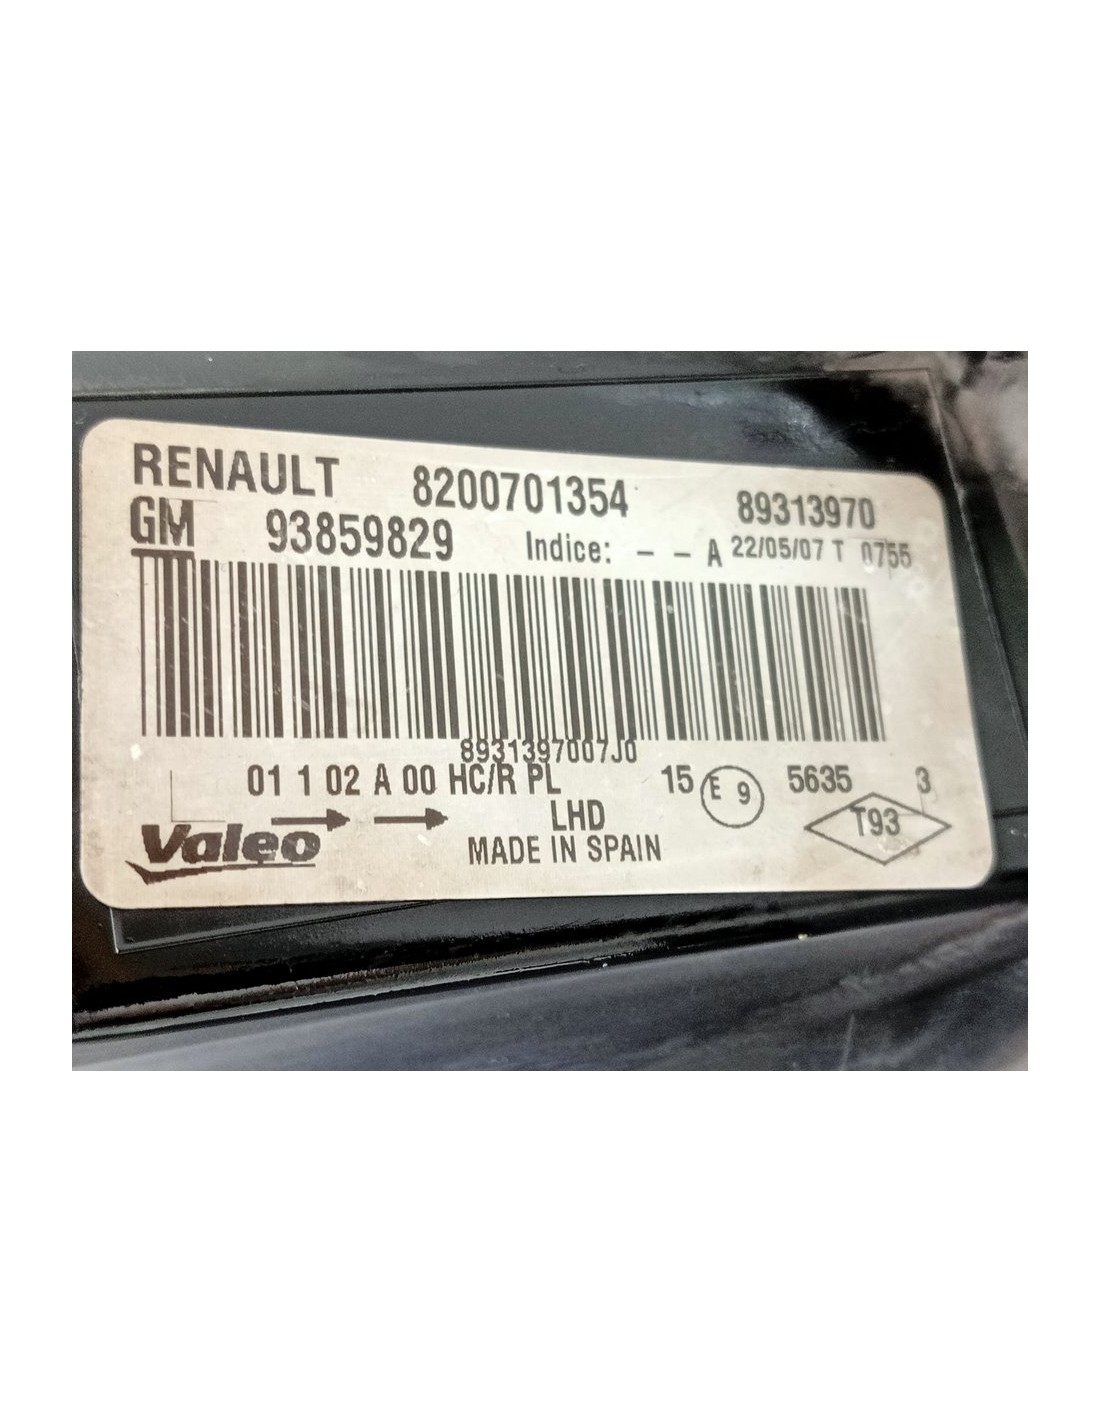 RENAULT 8200701354 89313970
GM 93859829 Indice: - - A 22/05/07 T 0755
8931397007J0
01 1 02 A 00 HC/R PL 15 E 9 5635 3
LHD T93
Valeo MADE IN SPAIN